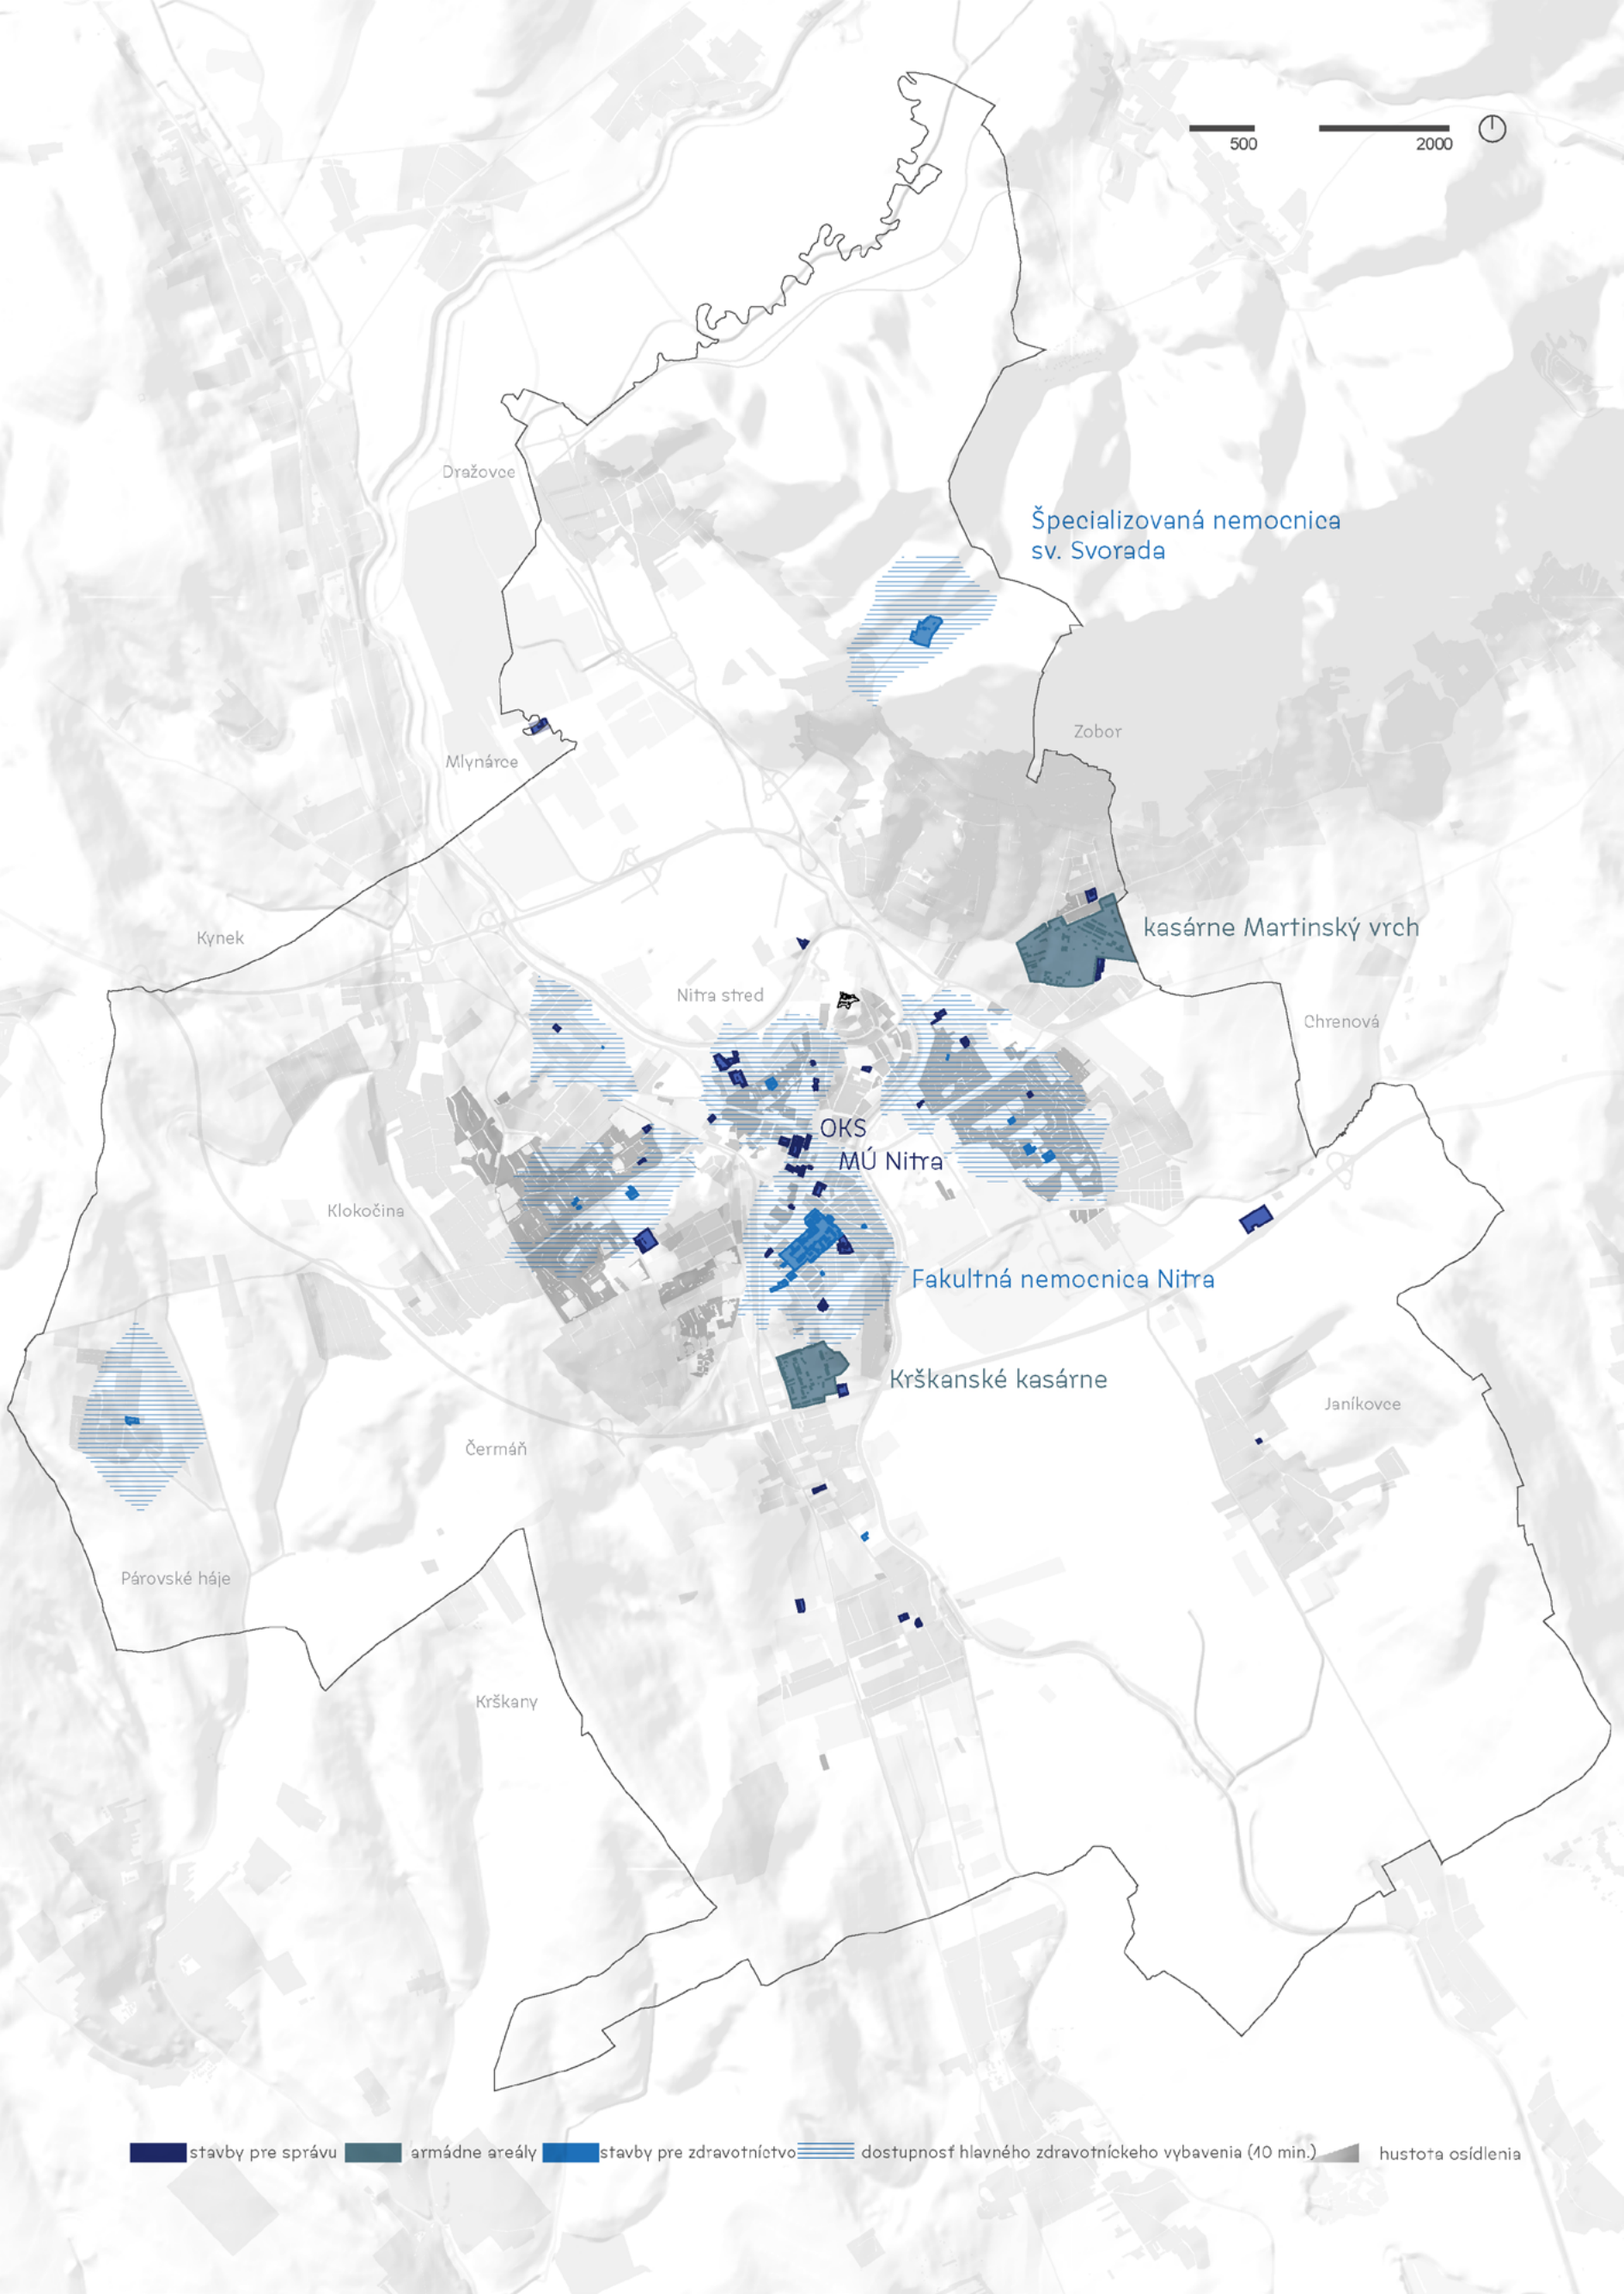 500 2000
Dražovce
Špecializovaná nemocnica
sv. Svorada
Zobor
Mlynárce
kasárne Martinský vrch
Kynek
Nitra stred
Chrenová
OKS
MÚ Nitra
Klokočina
Fakultná nemocnica Nitra
Krškanské kasárne
Janíkovce
Čermáň
Párovské háje
Krškany
stavby pre správu armádne areály stavby pre zdravotníctvo dostupnosť hlavného zdravotníckeho vybavenia (10 min.) hustota osídlenia